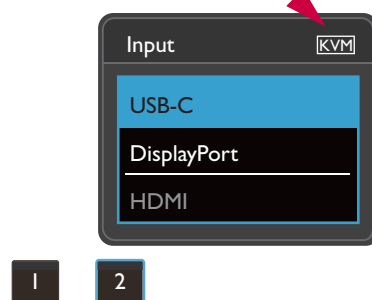 Input KVM
USB-C
DisplayPort
HDMI
1 2